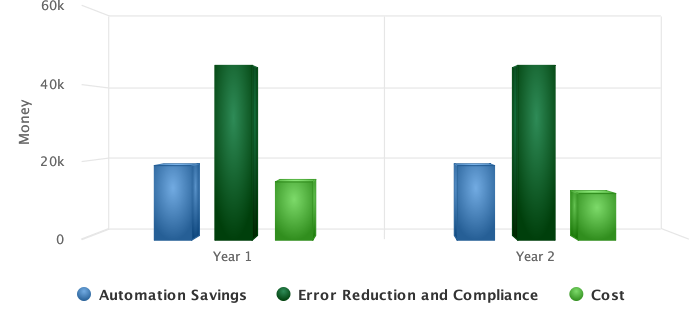 60k
40k
20k
0
Money
Year 1
Year 2
Automation Savings
Error Reduction and Compliance
Cost